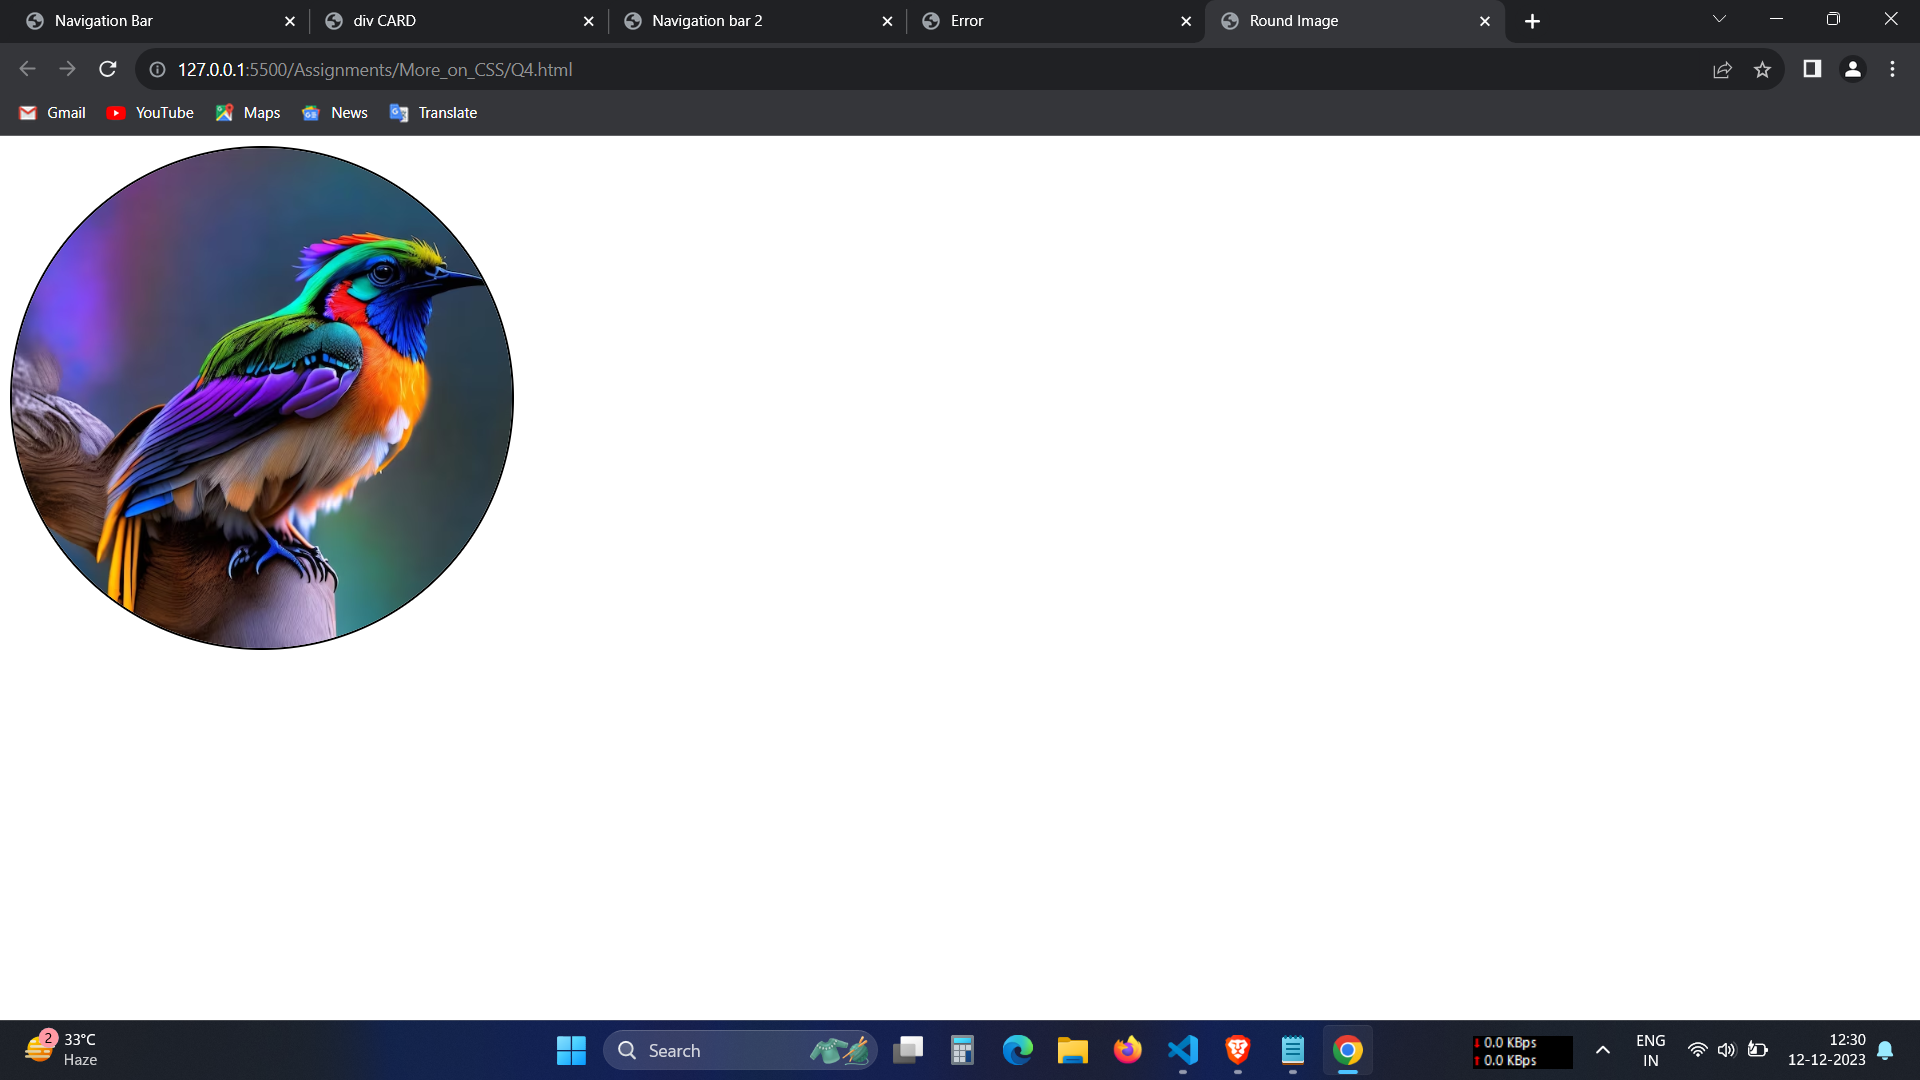 Navigation Bar
div CARD
Navigation bar 2
Error
Round Image
127.0.0.1:5500/Assignments/More_on_CSS/Q4.html
Gmail
YouTube
Maps
News
Translate
2
33°C
Haze
Search
0.0 KBps
0.0 KBps
ENG
IN
12:30
12-12-2023